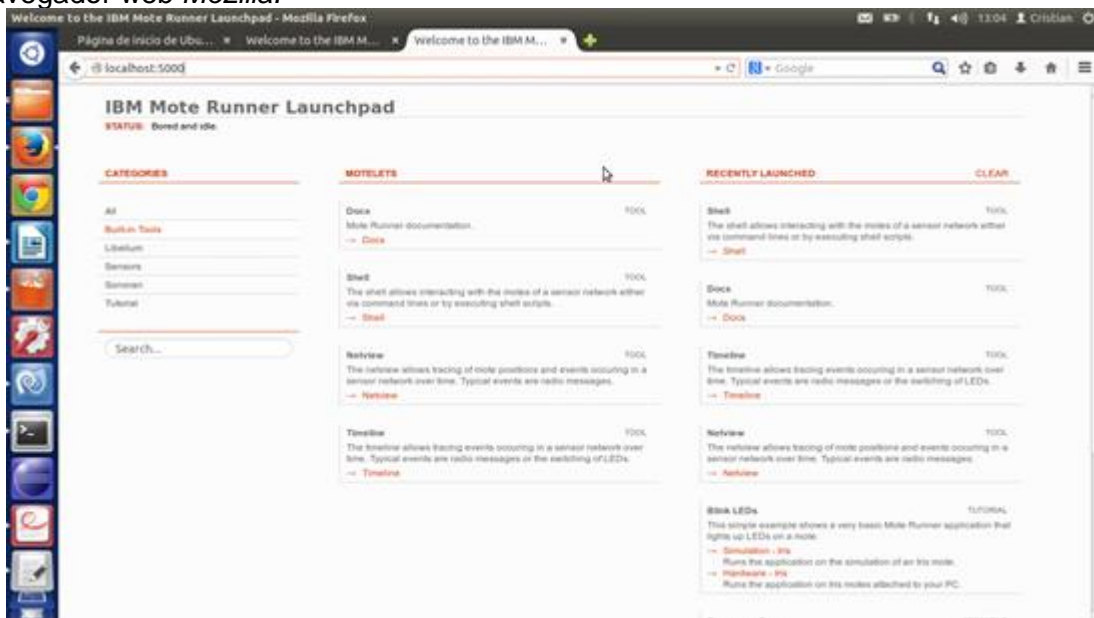 avegador web Mozilla.
Welcome to the IBM Mote Runner Launchpad - Mozilla Firefox
13:04
Cristian
Página de inicio de Ubu...
Welcome to the IBM M...
Welcome to the IBM M...
localhost:5000
Google
IBM Mote Runner Launchpad
STATUS: Bored and idle.
CATEGORIES
All
Built-in Tools
Libelium
Sensors
Tutorial
Search...
MOTELETS
Docs TOOL
Mote Runner documentation.
→ Docs
Shell TOOL
The shell allows interacting with the motes of a sensor network either
via command lines or by executing shell scripts.
→ Shell
Netview TOOL
The netview allows tracing of mote positions and events occuring in a
sensor network over time. Typical events are radio messages.
→ Netview
Timeline TOOL
The timeline allows tracing events occuring in a sensor network over
time. Typical events are radio messages or the switching of LEDs.
→ Timeline
RECENTLY LAUNCHED CLEAR
Shell TOOL
The shell allows interacting with the motes of a sensor network either
via command lines or by executing shell scripts.
→ Shell
Docs TOOL
Mote Runner documentation.
→ Docs
Timeline TOOL
The timeline allows tracing events occuring in a sensor network over
time. Typical events are radio messages or the switching of LEDs.
→ Timeline
Netview TOOL
The netview allows tracing of mote positions and events occuring in a
sensor network over time. Typical events are radio messages.
→ Netview
Blink LEDs TUTORIAL
This simple example shows a very basic Mote Runner application that
lights up LEDs on a mote.
→ Simulation - Iris
Runs the application on the simulation of an Iris mote.
→ Hardware - Iris
Runs the application on Iris motes attached to your PC.